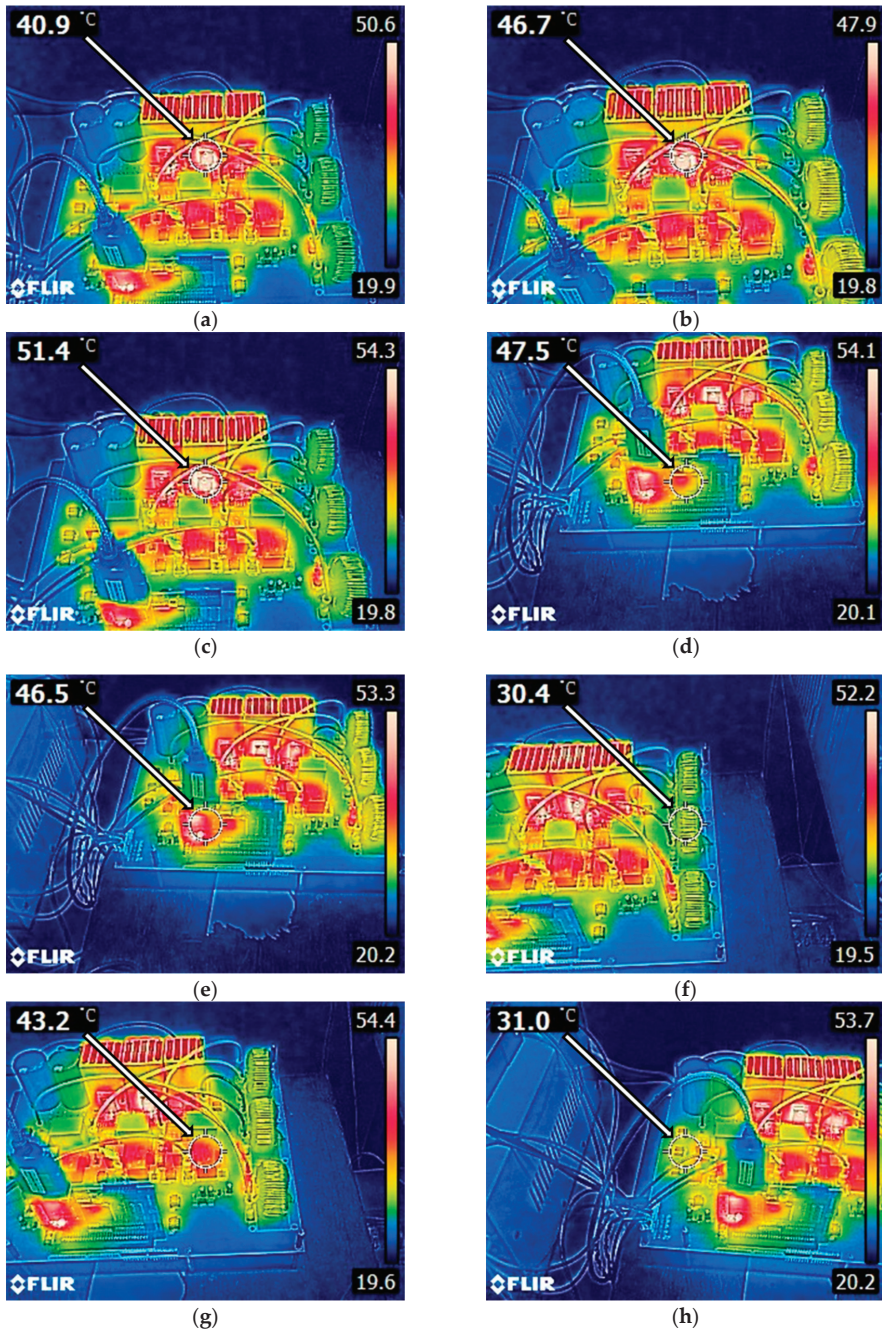 40.9 °C
50.6
FLIR
19.9
(a)
46.7 °C
47.9
FLIR
19.8
(b)
51.4 °C
54.3
FLIR
19.8
(c)
47.5 °C
54.1
FLIR
20.1
(d)
46.5 °C
53.3
FLIR
20.2
(e)
30.4 °C
52.2
FLIR
19.5
(f)
43.2 °C
54.4
FLIR
19.6
(g)
31.0 °C
53.7
FLIR
20.2
(h)